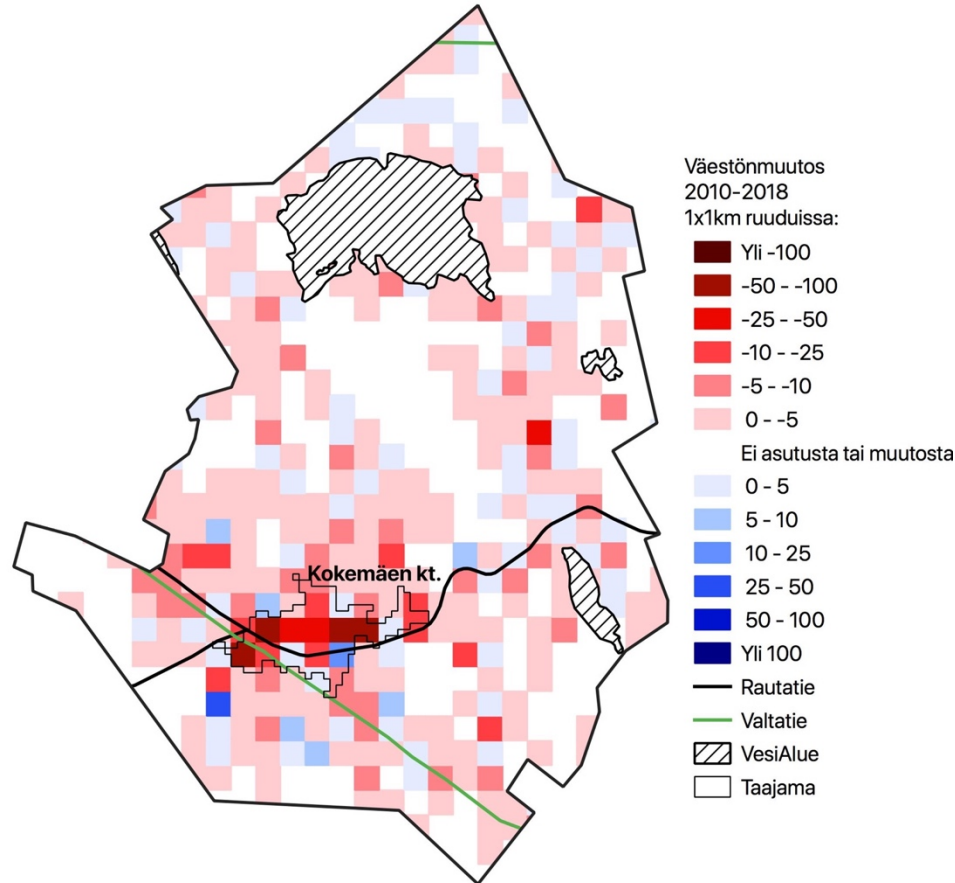 Väestönmuutos
2010-2018
1x1km ruuduissa:
Yli -100
-50 - -100
-25 - -50
-10 - -25
-5 - -10
0 - -5
Ei asutusta tai muutosta
0 - 5
5 - 10
10 - 25
25 - 50
50 - 100
Yli 100
Rautatie
Valtatie
VesiAlue
Taajama
Kokemäen kt.